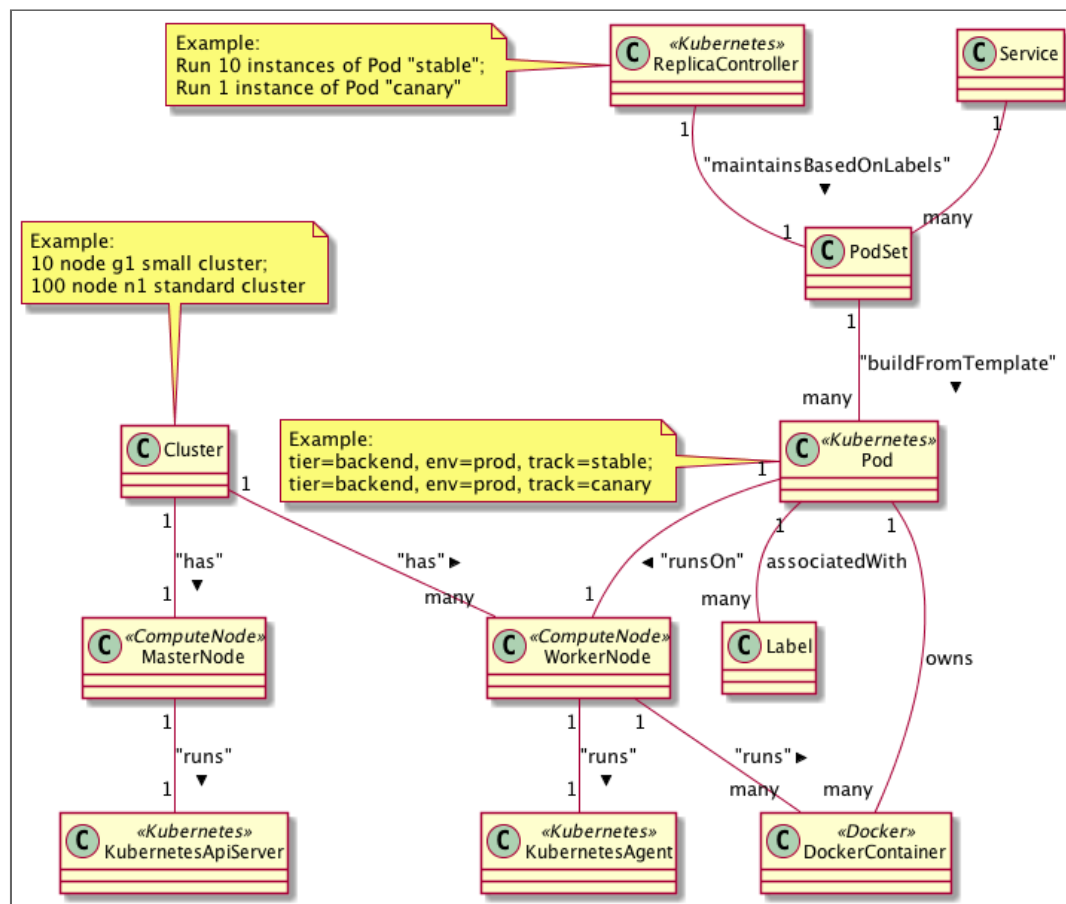 Example:
Run 10 instances of Pod "stable";
Run 1 instance of Pod "canary"
C
«Kubernetes»
ReplicaController
C
Service
1
1
"maintainsBasedOnLabels"
1
many
C
PodSet
Example:
10 node g1 small cluster;
100 node n1 standard cluster
1
"buildFromTemplate"
many
C
Cluster
Example:
tier=backend, env=prod, track=stable;
tier=backend, env=prod, track=canary
C
«Kubernetes»
Pod
1
1
1
1
1
"has"
"has"
"runsOn"
associatedWith
1
many
1
many
C
«ComputeNode»
MasterNode
C
«ComputeNode»
WorkerNode
C
Label
owns
1
1
1
"runs"
"runs"
"runs"
1
1
many
many
C
«Kubernetes»
KubernetesApiServer
C
«Kubernetes»
KubernetesAgent
C
«Docker»
DockerContainer